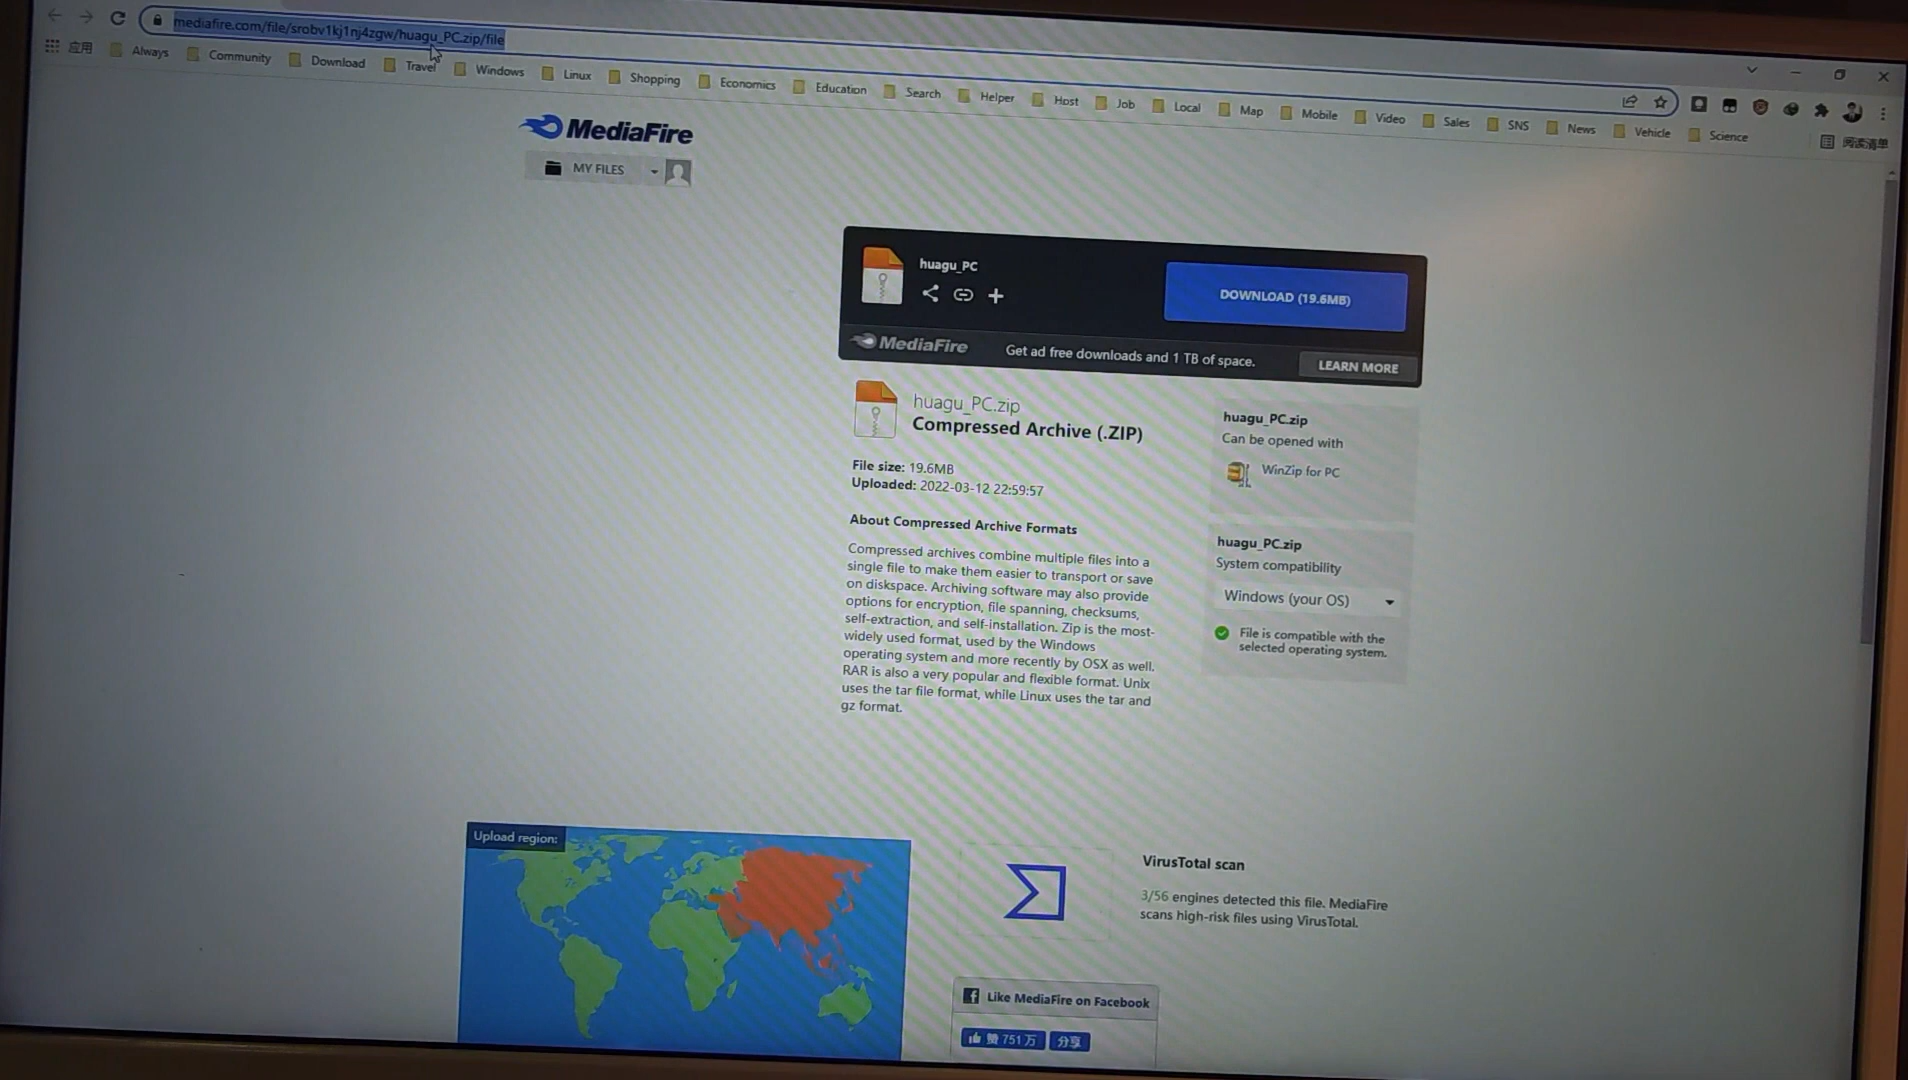 mediafire.com/file/srobv1kj1nj4zgw/huagu_PC.zip/file
应用 Always Community Download Travel Windows Linux Shopping Economics Education Search Helper Host Job Local Map Mobile Video Sales SNS News Vehicle Science 阅读清单
MediaFire
MY FILES
huagu_PC
DOWNLOAD (19.6MB)
MediaFire Get ad free downloads and 1 TB of space. LEARN MORE
huagu_PC.zip
Compressed Archive (.ZIP)
File size: 19.6MB
Uploaded: 2022-03-12 22:59:57
About Compressed Archive Formats
Compressed archives combine multiple files into a
single file to make them easier to transport or save
on diskspace. Archiving software may also provide
options for encryption, file spanning, checksums,
self-extraction, and self-installation. Zip is the most-
widely used format, used by the Windows
operating system and more recently by OSX as well.
RAR is also a very popular and flexible format. Unix
uses the tar file format, while Linux uses the tar and
gz format.
huagu_PC.zip
Can be opened with
WinZip for PC
huagu_PC.zip
System compatibility
Windows (your OS)
File is compatible with the
selected operating system.
Upload region:
VirusTotal scan
3/56 engines detected this file. MediaFire
scans high-risk files using VirusTotal.
Like MediaFire on Facebook
赞 751万 分享